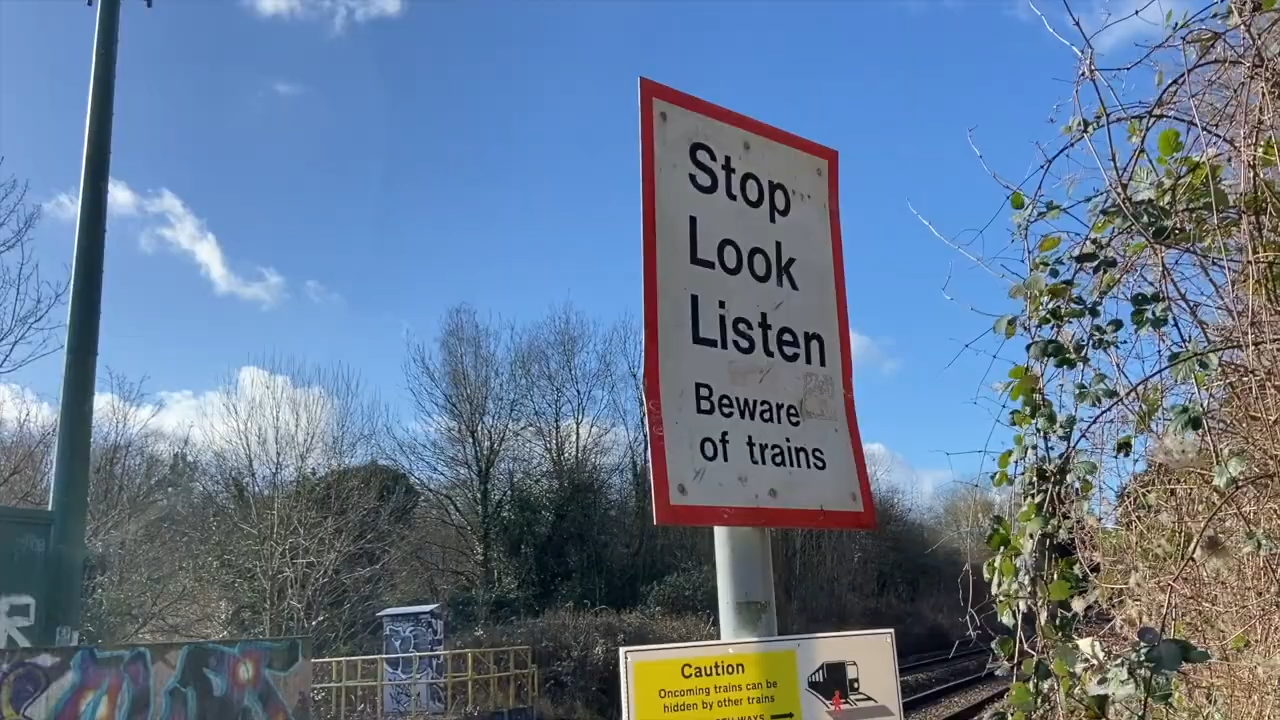 Stop
Look
Listen
Beware
of trains
Caution
Oncoming trains can be
hidden by other trains